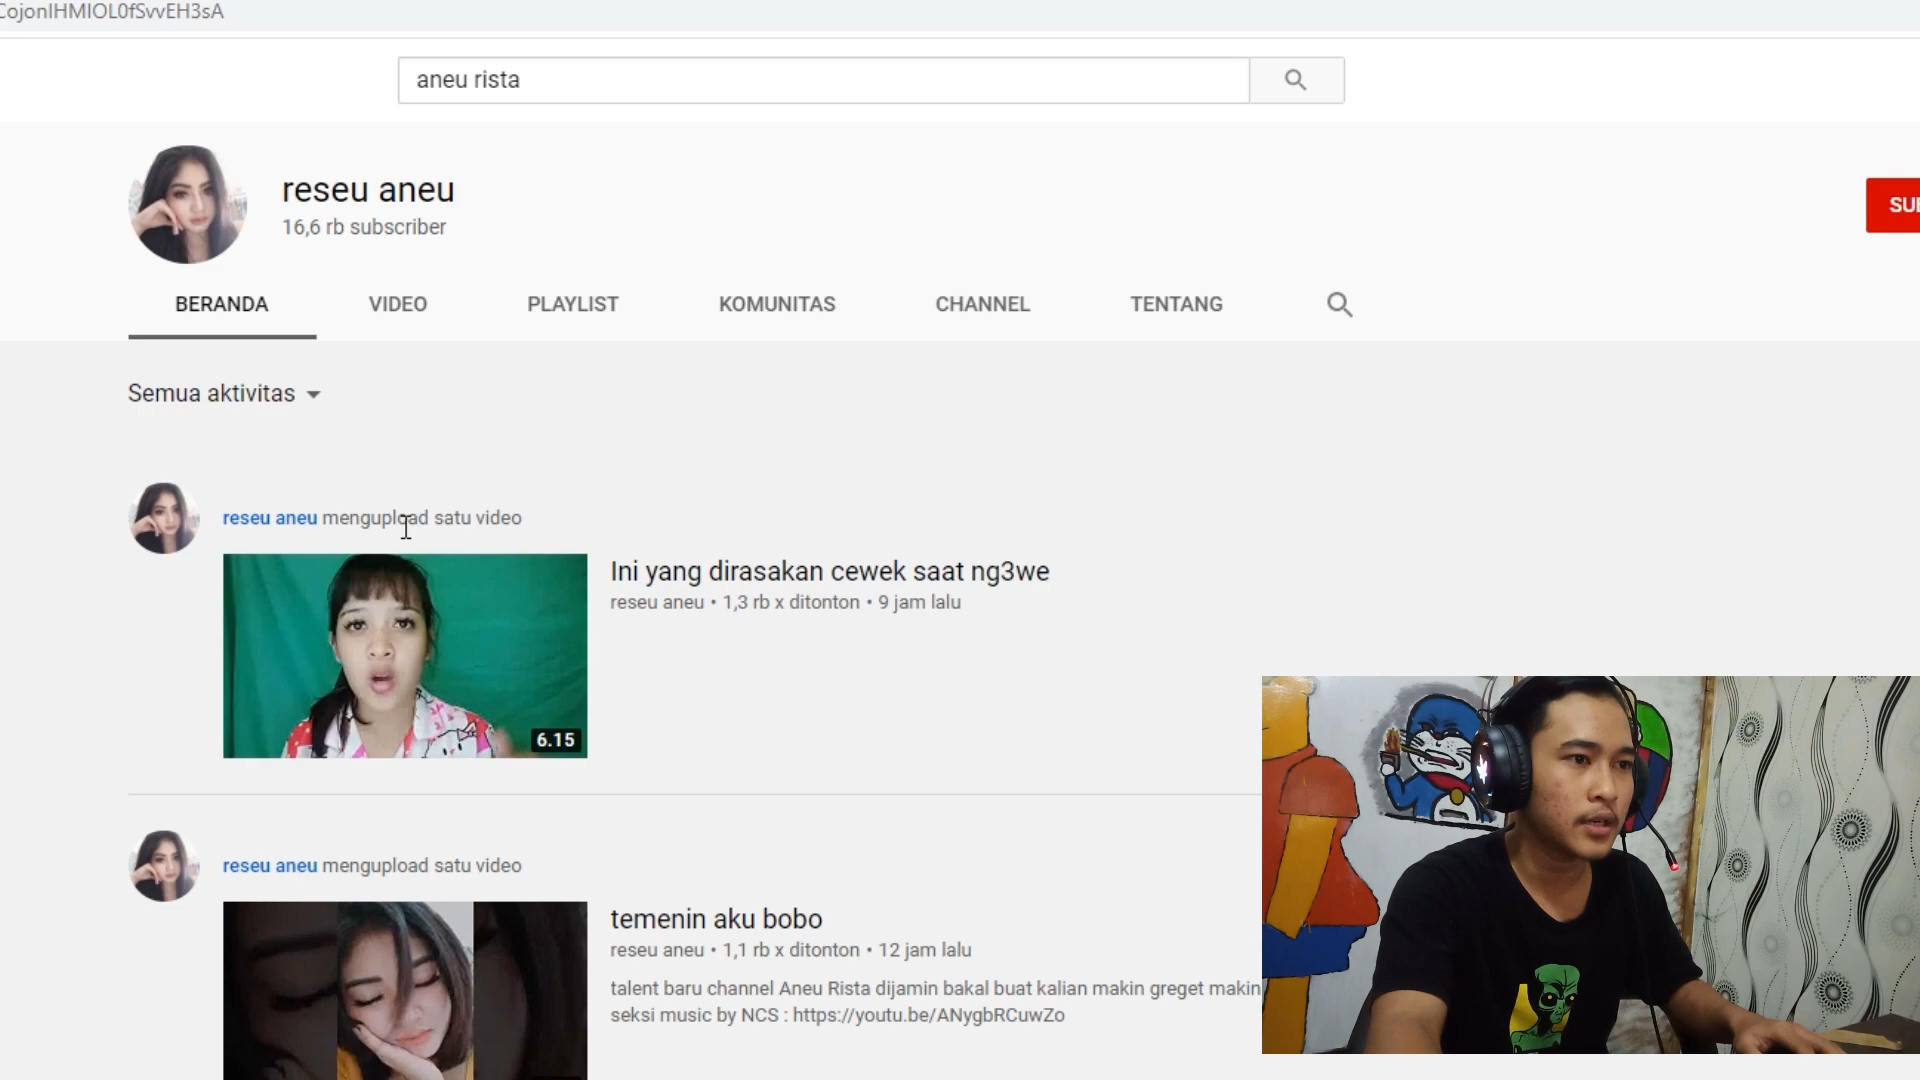 CojonIHMIOL0fSvvEH3sA
aneu rista
reseu aneu
16,6 rb subscriber
SUB
BERANDA VIDEO PLAYLIST KOMUNITAS CHANNEL TENTANG
Semua aktivitas
reseu aneu mengupload satu video
Ini yang dirasakan cewek saat ng3we
reseu aneu • 1,3 rb x ditonton • 9 jam lalu
6.15
reseu aneu mengupload satu video
temenin aku bobo
reseu aneu • 1,1 rb x ditonton • 12 jam lalu
talent baru channel Aneu Rista dijamin bakal buat kalian makin greget makin
seksi music by NCS : https://youtu.be/ANygbRCuwZo